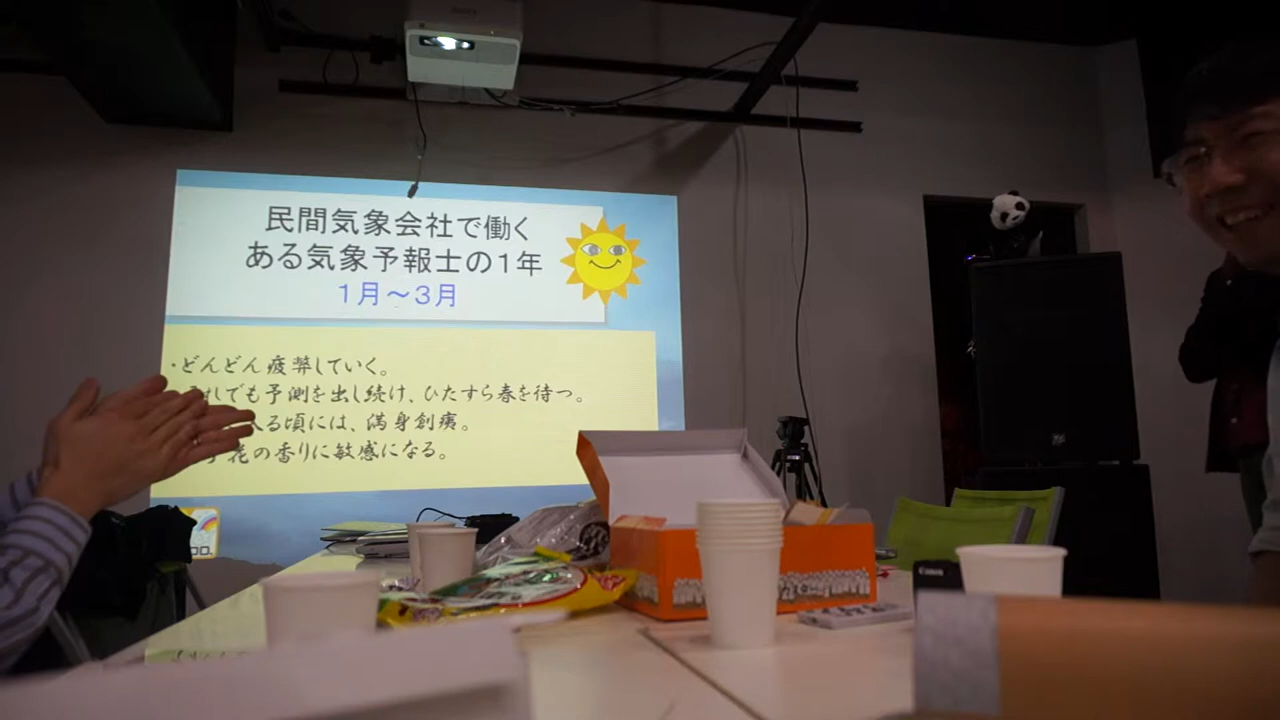 民間気象会社で働く
ある気象予報士の1年
1月～3月
・どんどん疲弊していく。
れでも予測を出し続け、ひたすら春を待つ。
る頃には、満身創痍。
花の香りに敏感になる。
Canon